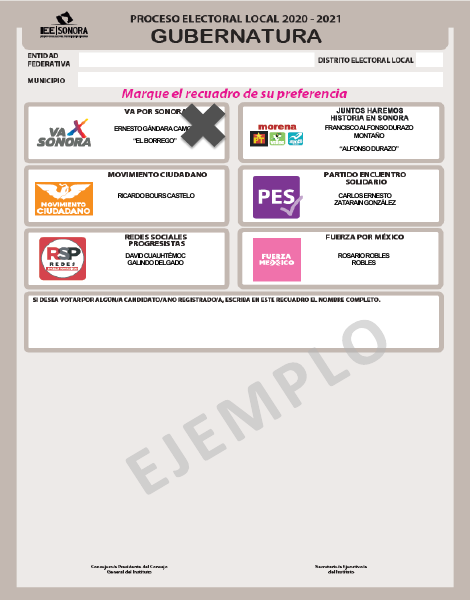 IEE SONORA
PROCESO ELECTORAL LOCAL 2020 - 2021
GUBERNATURA
ENTIDAD
FEDERATIVA
DISTRITO ELECTORAL LOCAL
MUNICIPIO
Marque el recuadro de su preferencia
VA POR SONORA
ERNESTO GÁNDARA
"EL BORREGO"
VA X
SONORA
JUNTOS HAREMOS
HISTORIA EN SONORA
FRANCISCO ALFONSO DURAZO
MONTAÑO
"ALFONSO DURAZO"
morena
MOVIMIENTO CIUDADANO
RICARDO BOURS CASTELO
MOVIMIENTO
CIUDADANO
PARTIDO ENCUENTRO
SOLIDARIO
CARLOS ERNESTO
ZATARAIN GONZÁLEZ
PES
REDES SOCIALES
PROGRESISTAS
DAVID CUAUHTÉMOC
GALINDO DELGADO
RSP
REDES
FUERZA POR MÉXICO
ROSARIO ROBLES
ROBLES
FUERZA
MÉXICO
SI DESEA VOTAR POR ALGÚN/A CANDIDATO/A NO REGISTRADO/A, ESCRIBA EN ESTE RECUADRO EL NOMBRE COMPLETO.
EJEMPLO
Consejero/a Presidente del Consejo
General del Instituto
Secretario/a Ejecutivo/a
del Instituto